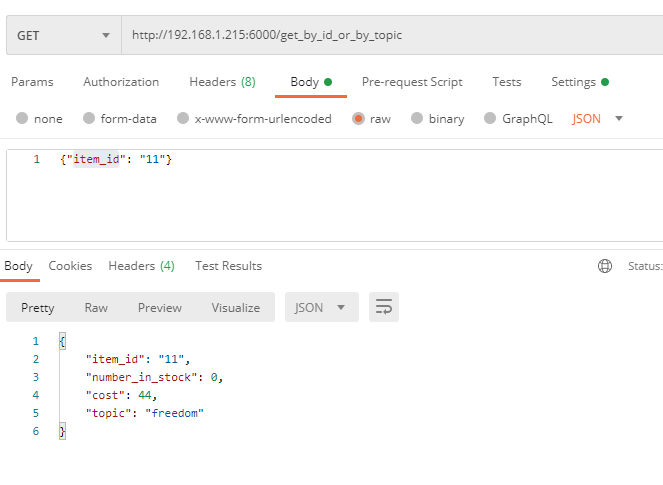 GET http://192.168.1.215:6000/get_by_id_or_by_topic
Params Authorization Headers (8) Body Pre-request Script Tests Settings
none form-data x-www-form-urlencoded raw binary GraphQL JSON
1 {"item_id": "11"}
Body Cookies Headers (4) Test Results Status:
Pretty Raw Preview Visualize JSON
1 {
2 "item_id": "11",
3 "number_in_stock": 0,
4 "cost": 44,
5 "topic": "freedom"
6 }